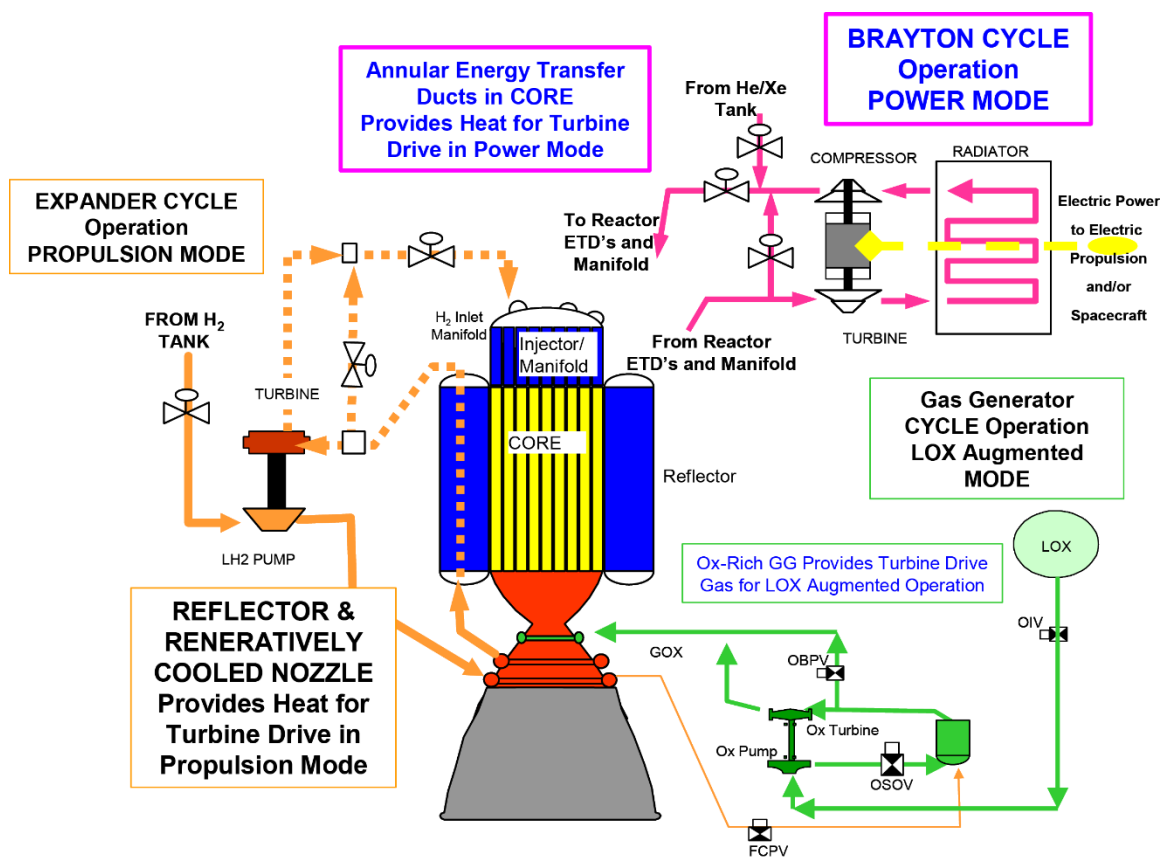 BRAYTON CYCLE
Operation
POWER MODE
Annular Energy Transfer
Ducts in CORE
Provides Heat for Turbine
Drive in Power Mode
From He/Xe
Tank
COMPRESSOR
RADIATOR
EXPANDER CYCLE
Operation
PROPULSION MODE
To Reactor
ETD's and
Manifold
Electric Power
to Electric
Propulsion
and/or
Spacecraft
FROM H2
TANK
H2 Inlet
Manifold
Injector/
Manifold
TURBINE
From Reactor
ETD's and Manifold
TURBINE
CORE
Reflector
Gas Generator
CYCLE Operation
LOX Augmented
MODE
LH2 PUMP
LOX
Ox-Rich GG Provides Turbine Drive
Gas for LOX Augmented Operation
REFLECTOR &
RENERATIVELY
COOLED NOZZLE
Provides Heat for
Turbine Drive in
Propulsion Mode
OIV
GOX
OBPV
Ox Turbine
Ox Pump
OSOV
FCPV